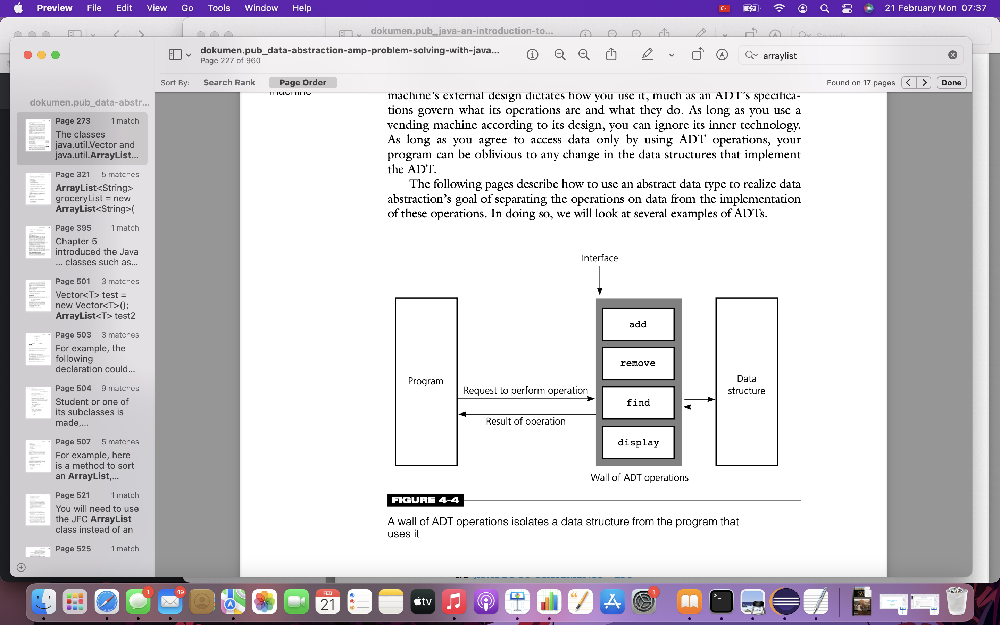 Preview File Edit View Go Tools Window Help
21 February Mon 07:37
dokumen.pub_java-an-introduction-to...
Search
dokumen.pub_data-abstraction-amp-problem-solving-with-java...
Page 227 of 960
arraylist
Sort By: Search Rank Page Order
Found on 17 pages
Done
dokumen.pub_data-abstr...
Page 273 1 match
The classes
java.util.Vector and
java.util.ArrayList...
Page 321 5 matches
ArrayList<String>
groceryList = new
ArrayList<String>(
Page 395 1 match
Chapter 5
introduced the Java
... classes such as...
Page 501 3 matches
Vector<T> test =
new Vector<T>();
ArrayList<T> test2
Page 503 3 matches
For example, the
following
declaration could...
Page 504 9 matches
Student or one of
its subclasses is
made,...
Page 507 5 matches
For example, here
is a method to sort
an ArrayList,...
Page 521 1 match
You will need to use
the JFC ArrayList
class instead of an
Page 525 1 match
machine
machine's external design dictates how you use it, much as an ADT's specifica-
tions govern what its operations are and what they do. As long as you use a
vending machine according to its design, you can ignore its inner technology.
As long as you agree to access data only by using ADT operations, your
program can be oblivious to any change in the data structures that implement
the ADT.
The following pages describe how to use an abstract data type to realize data
abstraction's goal of separating the operations on data from the implementation
of these operations. In doing so, we will look at several examples of ADTs.
Interface
Program
Request to perform operation
Result of operation
add
remove
find
display
Data
structure
Wall of ADT operations
FIGURE 4-4
A wall of ADT operations isolates a data structure from the program that
uses it
1
49
FEB
21
tv
1
>_
JAVA